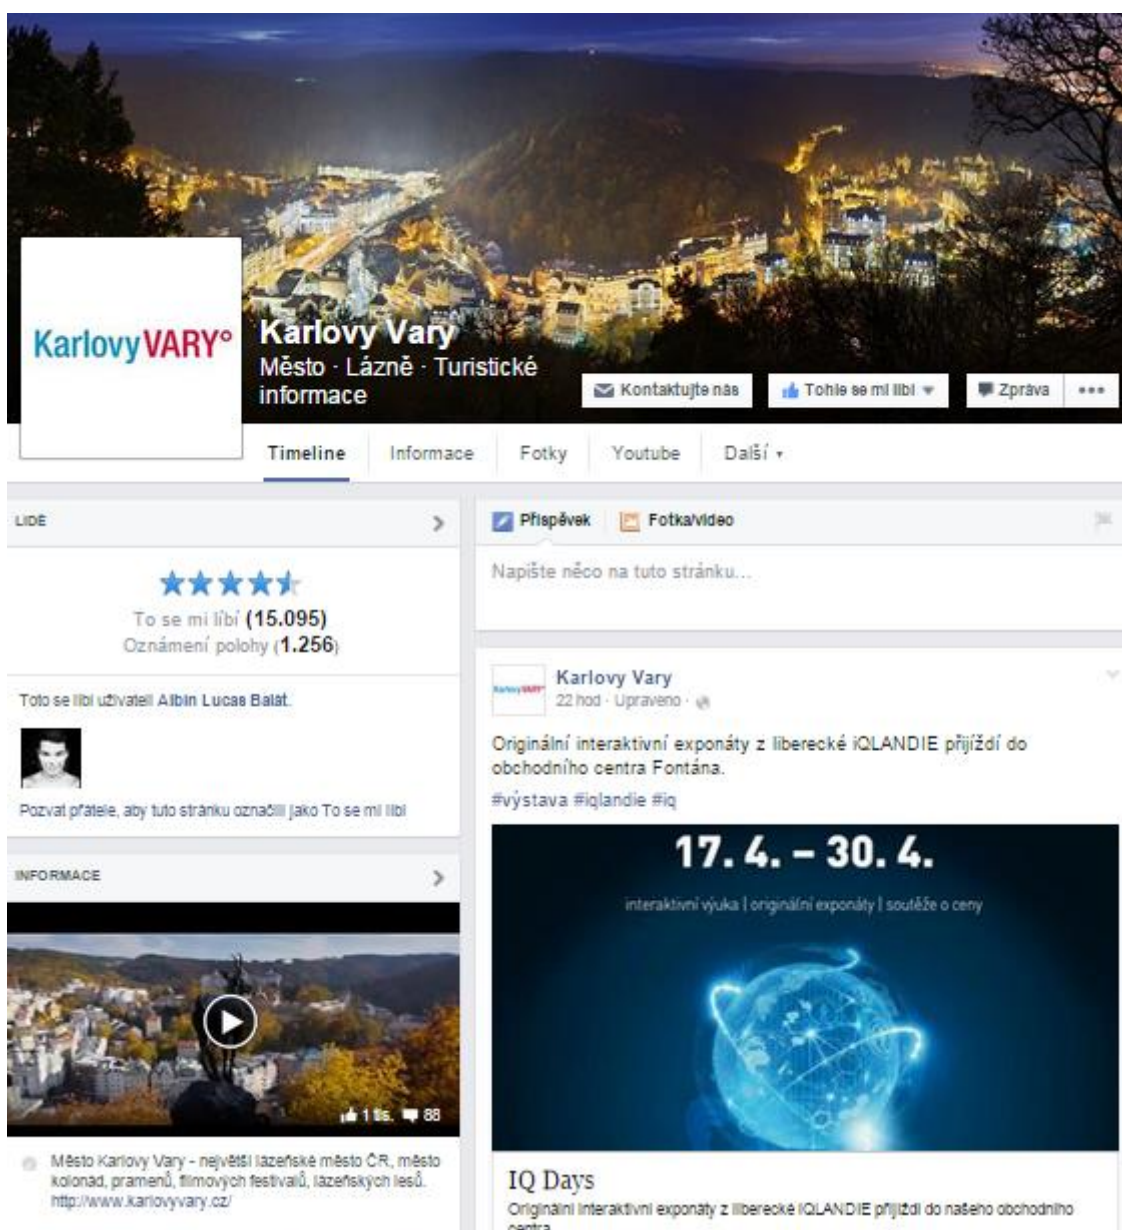 KarlovyVARY°
Karlovy Vary
Město · Lázně · Turistické
informace
Kontaktujte nás
Tohle se mi líbí
Zpráva
Timeline
Informace
Fotky
Youtube
Další
LIDÉ
To se mi líbí (15.095)
Oznámení polohy (1.256)
Toto se líbí uživateli Albin Lucas Balát.
Pozvat přátele, aby tuto stránku označili jako To se mi líbí
INFORMACE
1 tis. 88
Město Karlovy Vary - největší lázeňské město ČR, město
kolonád, pramenů, filmových festivalů, lázeňských lesů.
http://www.karlovyvary.cz/
Příspěvek
Fotka/video
Napište něco na tuto stránku...
KarlovyVARY°
Karlovy Vary
22 hod · Upraveno ·
Originální interaktivní exponáty z liberecké iQLANDIE přijíždí do
obchodního centra Fontána.
#výstava #iqlandie #iq
17. 4. – 30. 4.
interaktivní výuka | originální exponáty | soutěže o ceny
IQ Days
Originální interaktivní exponáty z liberecké iQLANDIE přijíždí do našeho obchodního
centra